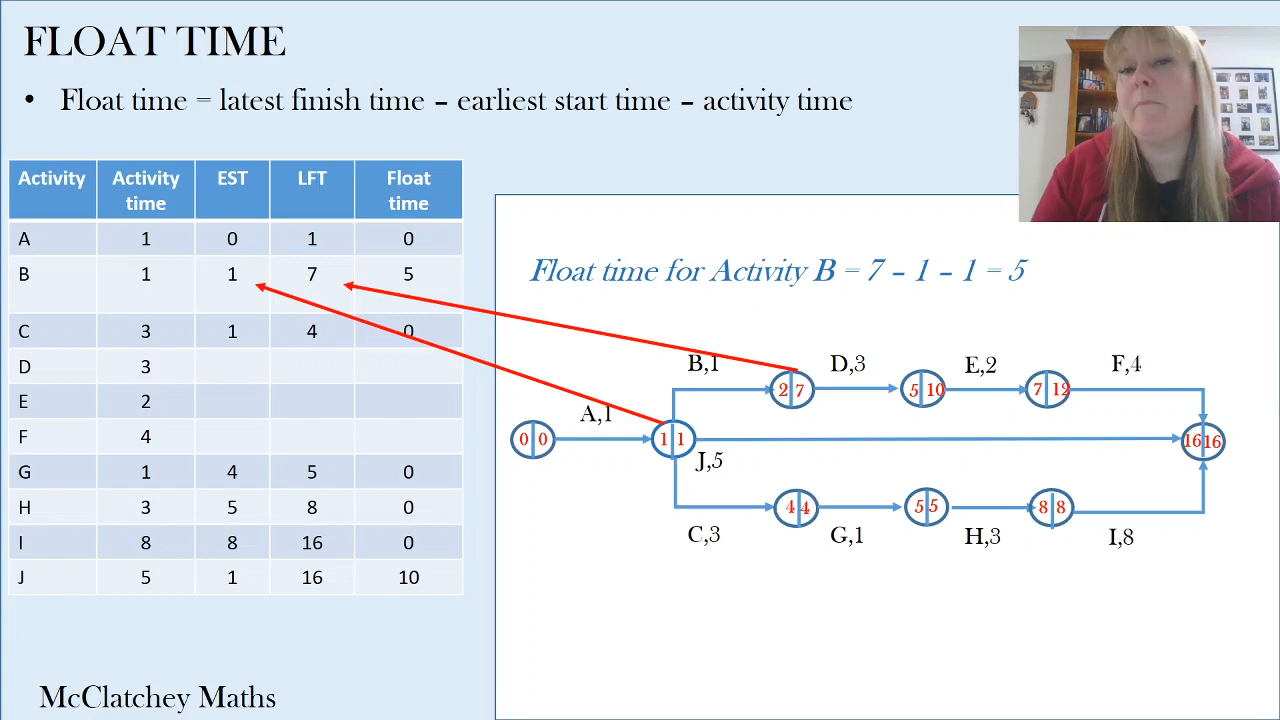 FLOAT TIME
• Float time = latest finish time – earliest start time – activity time
Activity Activity time EST LFT Float time
A 1 0 1 0
B 1 1 7 5
C 3 1 4 0
D 3
E 2
F 4
G 1 4 5 0
H 3 5 8 0
I 8 8 16 0
J 5 1 16 10
Float time for Activity B = 7 – 1 – 1 = 5
B,1 D,3 E,2 F,4
2 7 5 10 7 12
A,1
0 0 1 1 16 16
J,5
4 4 5 5 8 8
C,3 G,1 H,3 I,8
McClatchey Maths